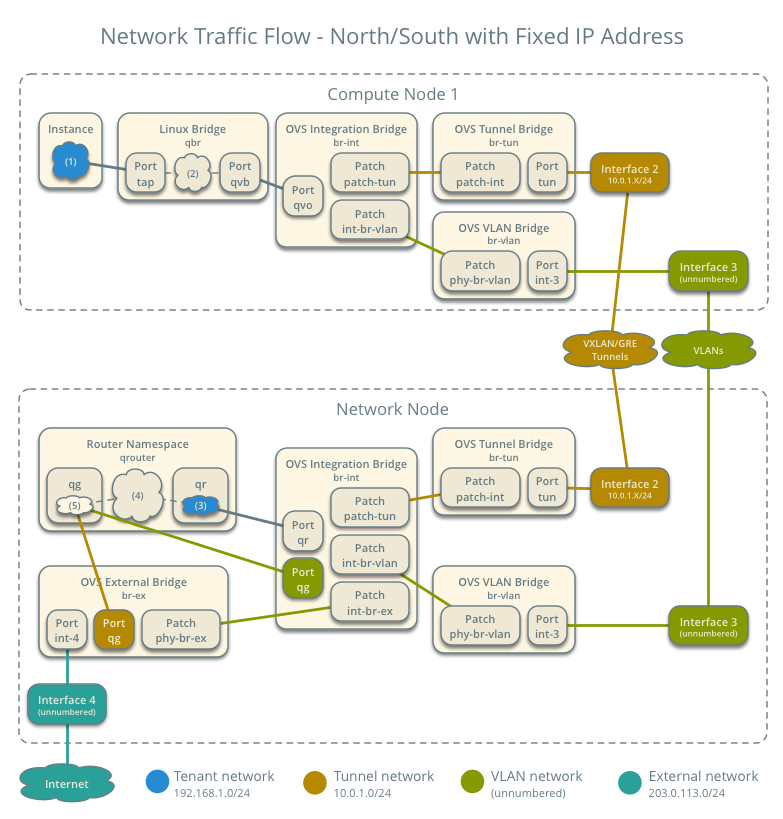 Network Traffic Flow - North/South with Fixed IP Address
Compute Node 1
Instance
(1)
Linux Bridge
qbr
Port
tap
(2)
Port
qvb
OVS Integration Bridge
br-int
Port
qvo
Patch
patch-tun
Patch
int-br-vlan
OVS Tunnel Bridge
br-tun
Patch
patch-int
Port
tun
Interface 2
10.0.1.X/24
OVS VLAN Bridge
br-vlan
Patch
phy-br-vlan
Port
int-3
Interface 3
(unnumbered)
VXLAN/GRE
Tunnels
VLANs
Network Node
Router Namespace
qrouter
qg
(5)
(4)
qr
(3)
OVS Integration Bridge
br-int
Patch
patch-tun
Port
qr
Patch
int-br-vlan
Port
qg
Patch
int-br-ex
OVS Tunnel Bridge
br-tun
Patch
patch-int
Port
tun
Interface 2
10.0.1.X/24
OVS External Bridge
br-ex
Port
int-4
Port
qg
Patch
phy-br-ex
OVS VLAN Bridge
br-vlan
Patch
phy-br-vlan
Port
int-3
Interface 3
(unnumbered)
Interface 4
(unnumbered)
Internet
Tenant network
192.168.1.0/24
Tunnel network
10.0.1.0/24
VLAN network
(unnumbered)
External network
203.0.113.0/24